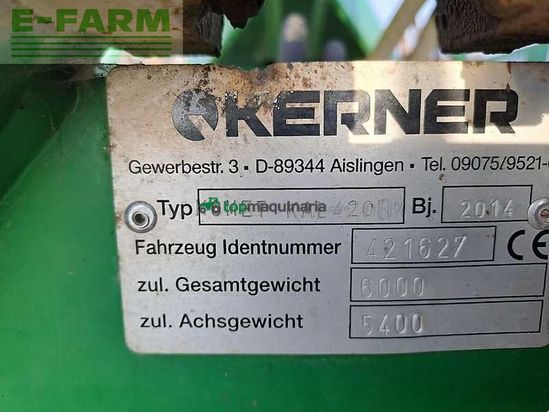 E-FARM
KERNER
Gewerbestr. 3 • D-89344 Aislingen • Tel. 09075/9521-
Typ topmaquinaria Bj. 2014
Fahrzeug Identnummer 421627 CE
zul. Gesamtgewicht 6000
zul. Achsgewicht 5400